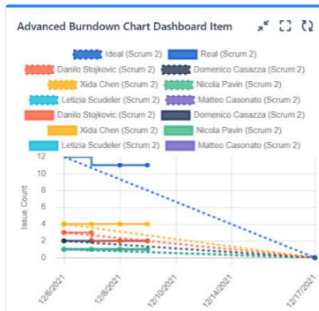 Advanced Burndown Chart Dashboard Item
Ideal (Scrum 2) Real (Scrum 2)
Danilo Stojkovic (Scrum 2) Domenico Casazza (Scrum 2)
Xida Chen (Scrum 2) Nicola Pavin (Scrum 2)
Letizia Scudeler (Scrum 2) Matteo Casonato (Scrum 2)
Danilo Stojkovic (Scrum 2) Domenico Casazza (Scrum 2)
Xida Chen (Scrum 2) Nicola Pavin (Scrum 2)
Letizia Scudeler (Scrum 2) Matteo Casonato (Scrum 2)
12
10
8
6
4
2
0
Issue Count
12/6/2021
12/8/2021
12/10/2021
12/14/2021
12/17/2021